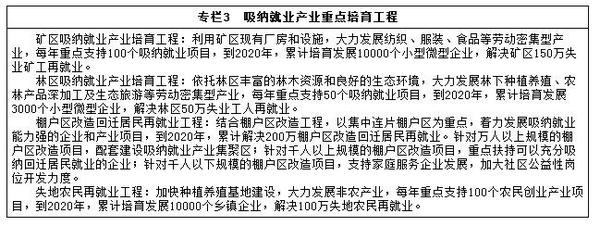 专栏3 吸纳就业产业重点培育工程
矿区吸纳就业产业培育工程：利用矿区现有厂房和设施，大力发展纺织、服装、食品等劳动密集型产
业，每年重点支持100个吸纳就业项目，到2020年，累计培育发展10000个小型微型企业，解决矿区150万失
业矿工再就业。
林区吸纳就业产业培育工程：依托林区丰富的林木资源和良好的生态环境，大力发展林下种植养殖、农
林产品深加工及生态旅游等劳动密集型产业，每年重点支持50个吸纳就业项目，到2020年，累计培育发展
3000个小型微型企业，解决林区50万失业工人再就业。
棚户区改造回迁居民再就业工程：结合棚户区改造工程，以集中连片棚户区为重点，着力发展吸纳就业
能力强的企业和产业项目，到2020年，累计解决200万棚户区改造回迁居民再就业。针对万人以上规模的棚
户区改造项目，配套建设吸纳就业产业集聚区；针对千人以上规模的棚户区改造项目，重点扶持可以充分吸
纳回迁居民就业的企业；针对千人以下规模的棚户区改造项目，支持家庭服务企业发展，加大社区公益性岗
位开发力度。
失地农民再就业工程：加快种植养殖基地建设，大力发展非农产业，每年重点支持100个农民创业产业项
目，到2020年，累计培育发展10000个乡镇企业，解决100万失地农民再就业。